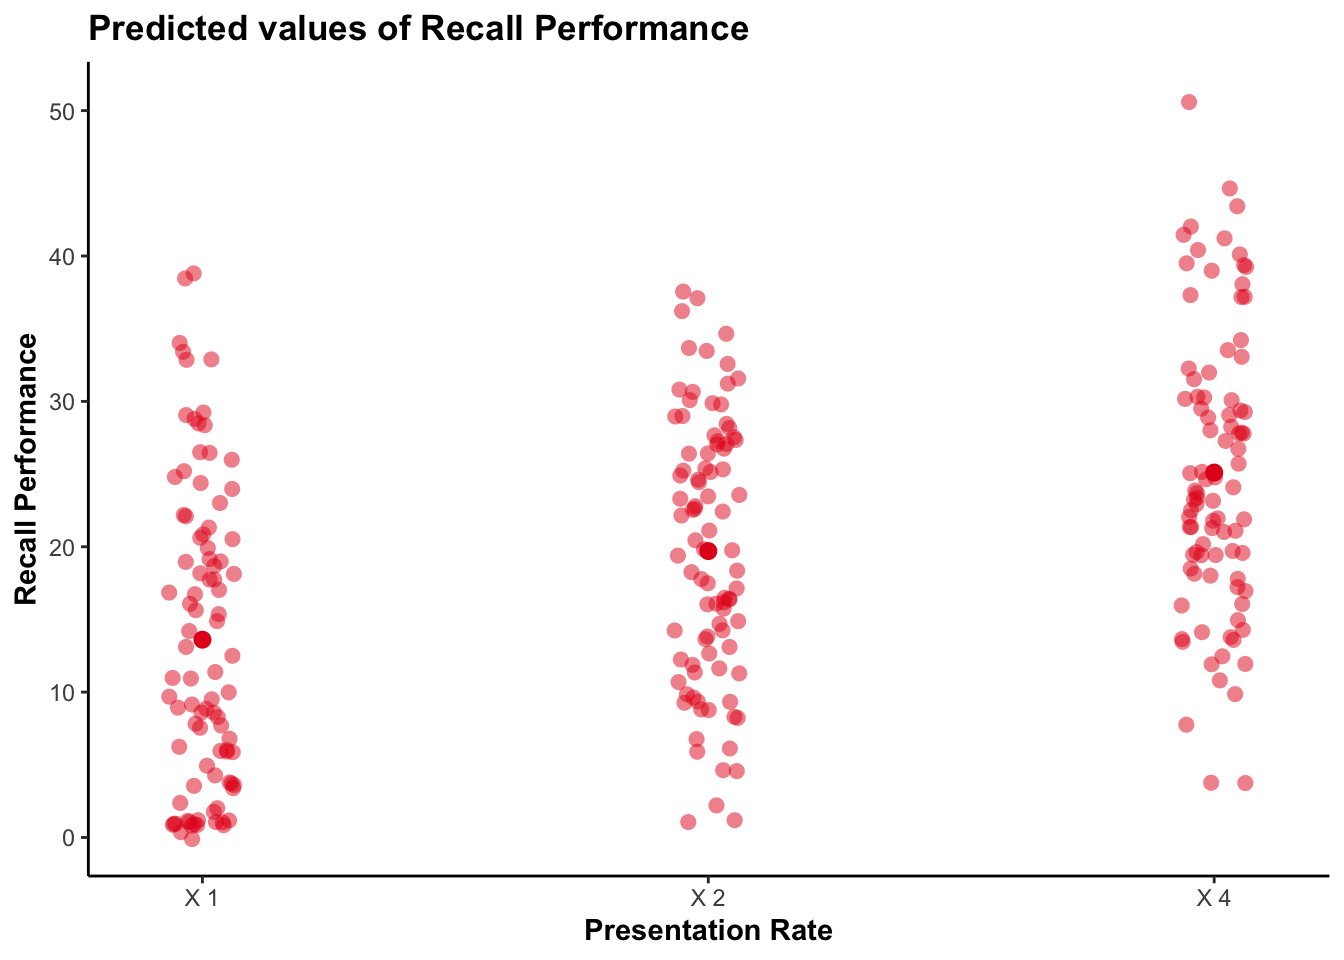 Predicted values of Recall Performance
50
40
30
20
10
0
Recall Performance
X 1
X 2
X 4
Presentation Rate